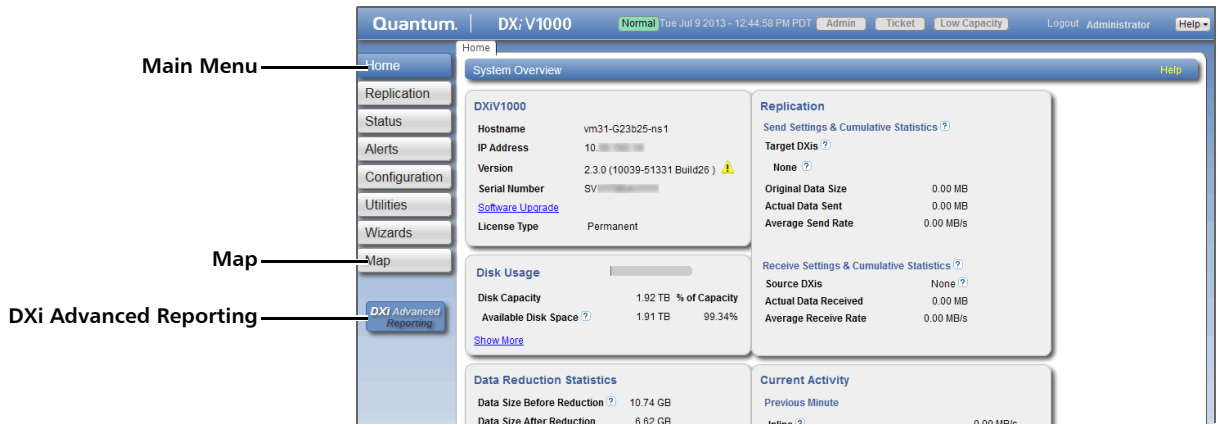 Quantum. DXi V1000 Normal Tue Jul 9 2013 - 12:44:58 PM PDT Admin Ticket Low Capacity Logout Administrator Help
Home
Main Menu
Home
Replication
Status
Alerts
Configuration
Utilities
Wizards
Map
Map
DXi Advanced Reporting
DXi Advanced
Reporting
System Overview Help
DXiV1000
Hostname vm31-G23b25-ns1
IP Address 10.
Version 2.3.0 (10039-51331 Build26 )
Serial Number SV
Software Upgrade
License Type Permanent
Disk Usage
Disk Capacity 1.92 TB % of Capacity
Available Disk Space ? 1.91 TB 99.34%
Show More
Data Reduction Statistics
Data Size Before Reduction ? 10.74 GB
Data Size After Reduction 6.62 GB
Replication
Send Settings & Cumulative Statistics ?
Target DXis ?
None ?
Original Data Size 0.00 MB
Actual Data Sent 0.00 MB
Average Send Rate 0.00 MB/s
Receive Settings & Cumulative Statistics ?
Source DXis None ?
Actual Data Received 0.00 MB
Average Receive Rate 0.00 MB/s
Current Activity
Previous Minute
Inline ? 0.00 MB/s